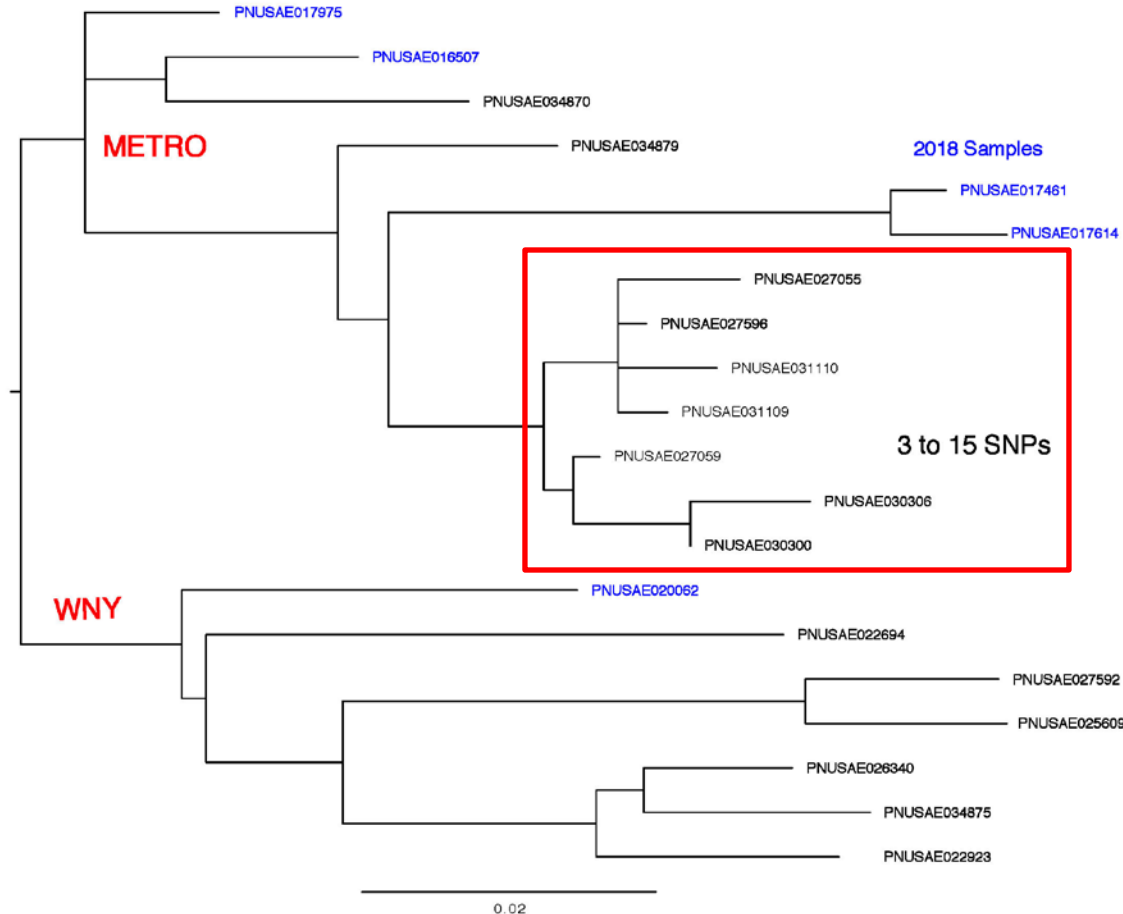 PNUSAE017975
PNUSAE016507
PNUSAE034870
METRO
PNUSAE034879
2018 Samples
PNUSAE017461
PNUSAE017614
PNUSAE027055
PNUSAE027596
PNUSAE031110
PNUSAE031109
3 to 15 SNPs
PNUSAE027059
PNUSAE030306
PNUSAE030300
PNUSAE020062
WNY
PNUSAE022694
PNUSAE027592
PNUSAE025609
PNUSAE026340
PNUSAE034875
PNUSAE022923
0.02